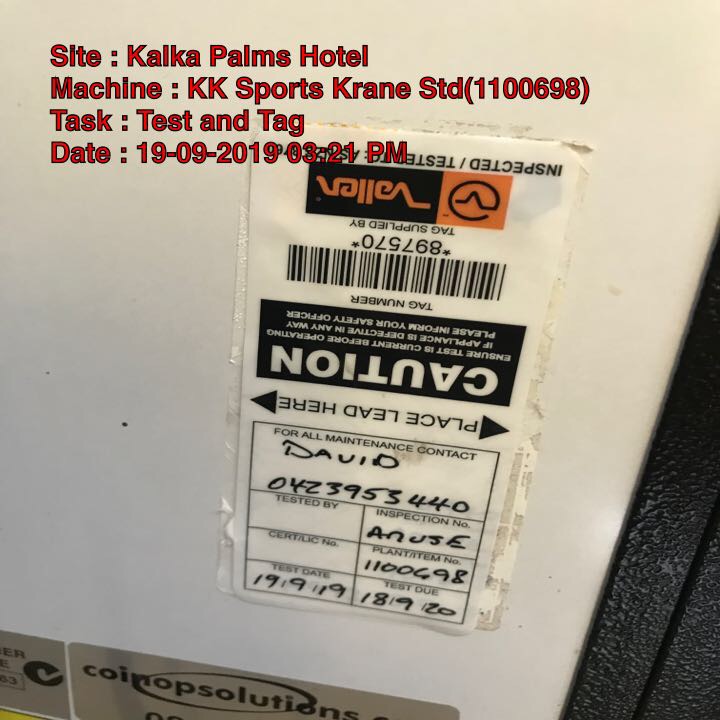 Site : Kalka Palms Hotel
Machine : KK Sports Krane Std(1100698)
Task : Test and Tag
Date : 19-09-2019 03:21 PM
INSPECTED / TESTED
Vallen
TAG SUPPLIED BY
*897570*
TAG NUMBER
CAUTION
ENSURE TEST IS CURRENT BEFORE OPERATING
IF APPLIANCE IS DEFECTIVE IN ANY WAY
PLEASE INFORM YOUR SAFETY OFFICER
PLACE LEAD HERE
FOR ALL MAINTENANCE CONTACT
DAVID
0423953440
TESTED BY
INSPECTION No.
AMUSE
CERT/LIC No.
PLANT/ITEM No.
1100698
TEST DATE
TEST DUE
19/9/19
18/9/20
coinopsolutions